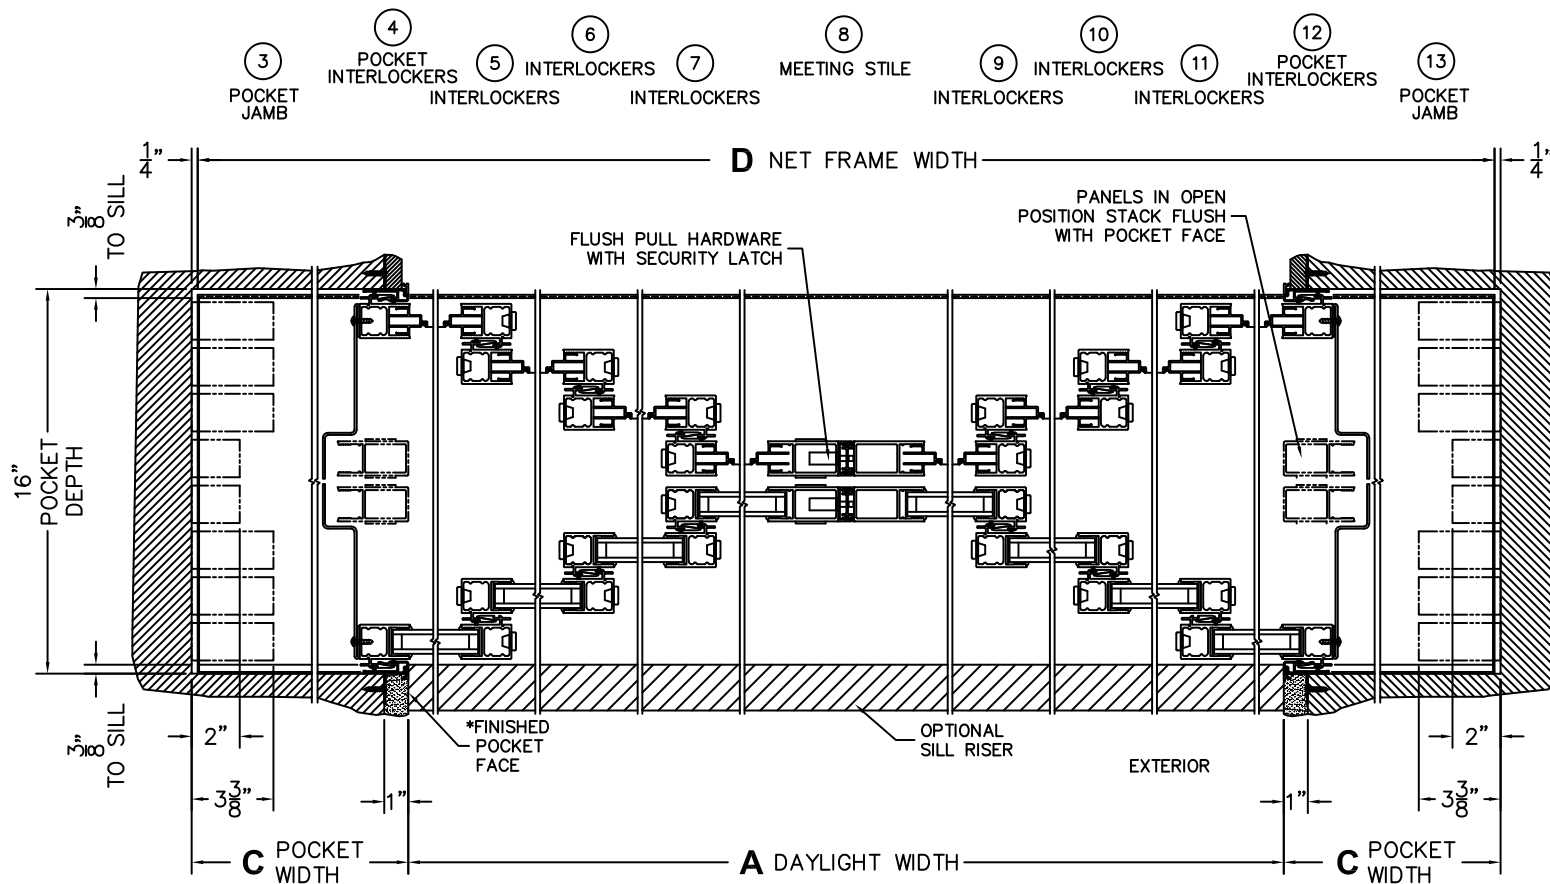 3
POCKET
JAMB
4
POCKET
INTERLOCKERS
5
INTERLOCKERS
6
INTERLOCKERS
7
INTERLOCKERS
8
MEETING STILE
9
INTERLOCKERS
10
INTERLOCKERS
11
INTERLOCKERS
12
POCKET
INTERLOCKERS
13
POCKET
JAMB
1/4"
D NET FRAME WIDTH
1/4"
3/8"
TO SILL
FLUSH PULL HARDWARE
WITH SECURITY LATCH
PANELS IN OPEN
POSITION STACK FLUSH
WITH POCKET FACE
16"
POCKET
DEPTH
3/8"
TO SILL
2"
*FINISHED
POCKET
FACE
OPTIONAL
SILL RISER
EXTERIOR
2"
3 3/8"
1"
1"
3 3/8"
C POCKET
WIDTH
A DAYLIGHT WIDTH
C POCKET
WIDTH